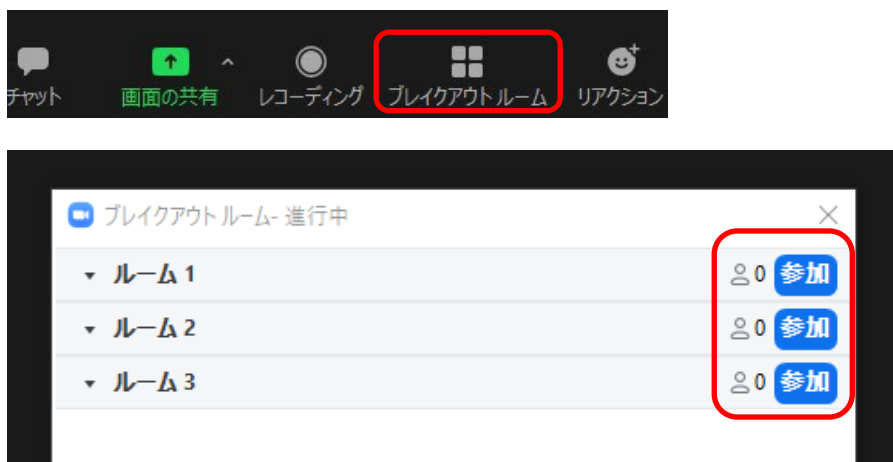 チャット 画面の共有 レコーディング ブレイクアウト ルーム リアクション
ブレイクアウト ルーム - 進行中
ルーム 1 0 参加
ルーム 2 0 参加
ルーム 3 0 参加